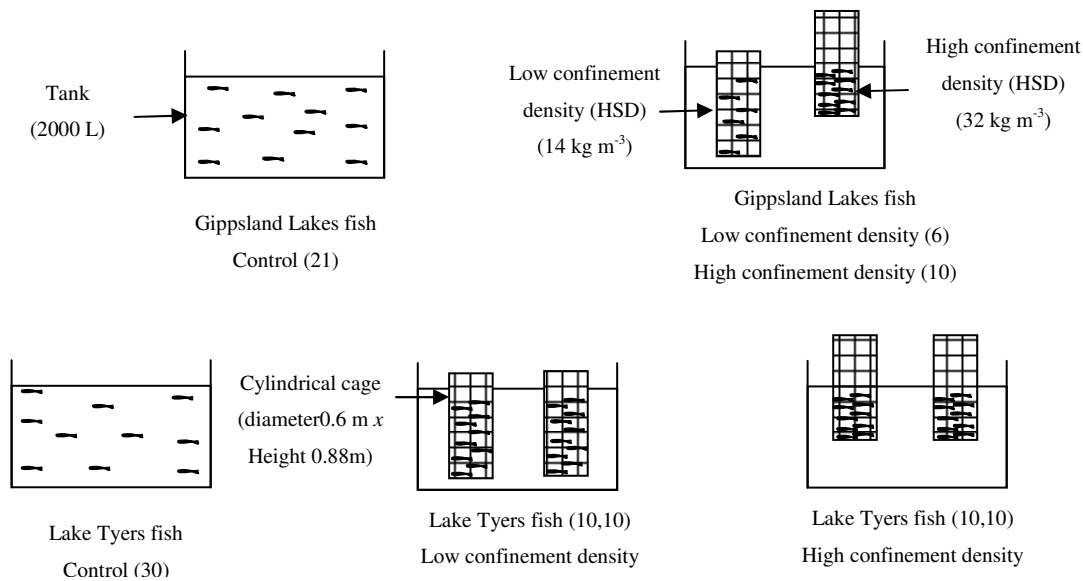 Tank
(2000 L)
Gippsland Lakes fish
Control (21)
Low confinement
density (HSD)
(14 kg m-3)
High confinement
density (HSD)
(32 kg m-3)
Gippsland Lakes fish
Low confinement density (6)
High confinement density (10)
Lake Tyers fish
Control (30)
Cylindrical cage
(diameter0.6 m x
Height 0.88m)
Lake Tyers fish (10,10)
Low confinement density
Lake Tyers fish (10,10)
High confinement density